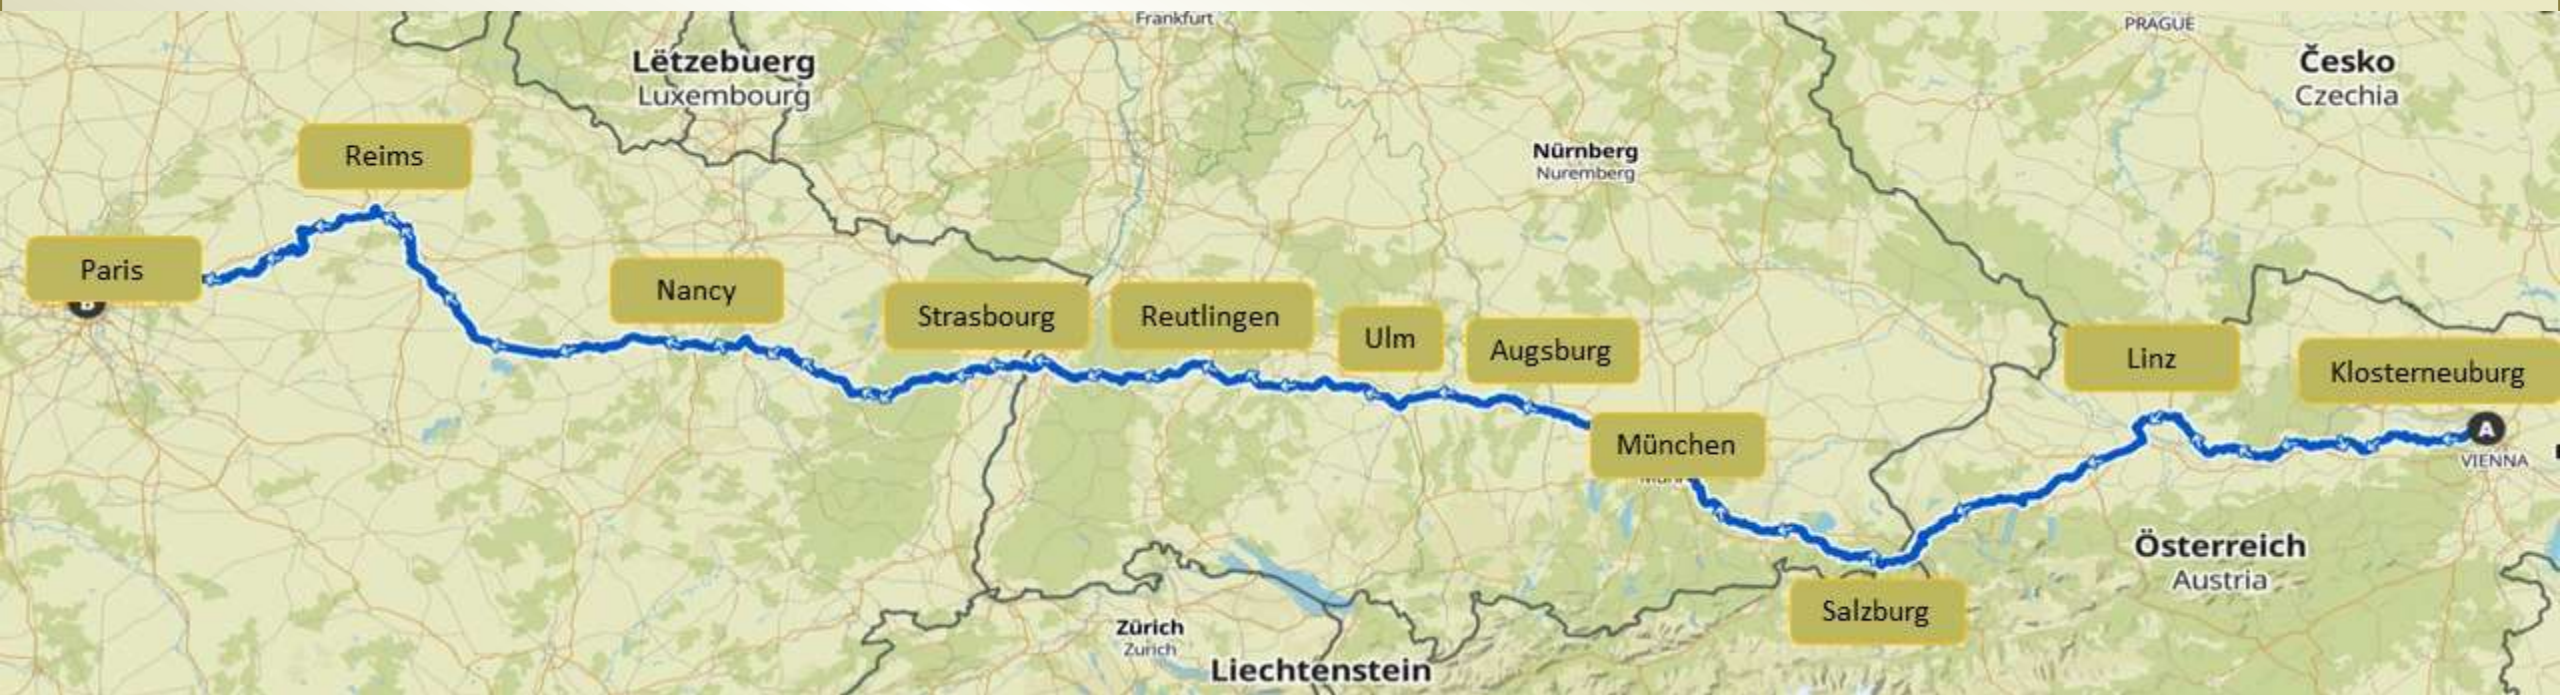 Frankfurt
PRAGUE
Lëtzebuerg
Luxembourg
Česko
Czechia
Reims
Nürnberg
Nuremberg
Paris
B
Nancy
Strasbourg
Reutlingen
Ulm
Augsburg
Linz
Klosterneuburg
A
VIENNA
München
Österreich
Austria
Salzburg
Zürich
Zurich
Liechtenstein